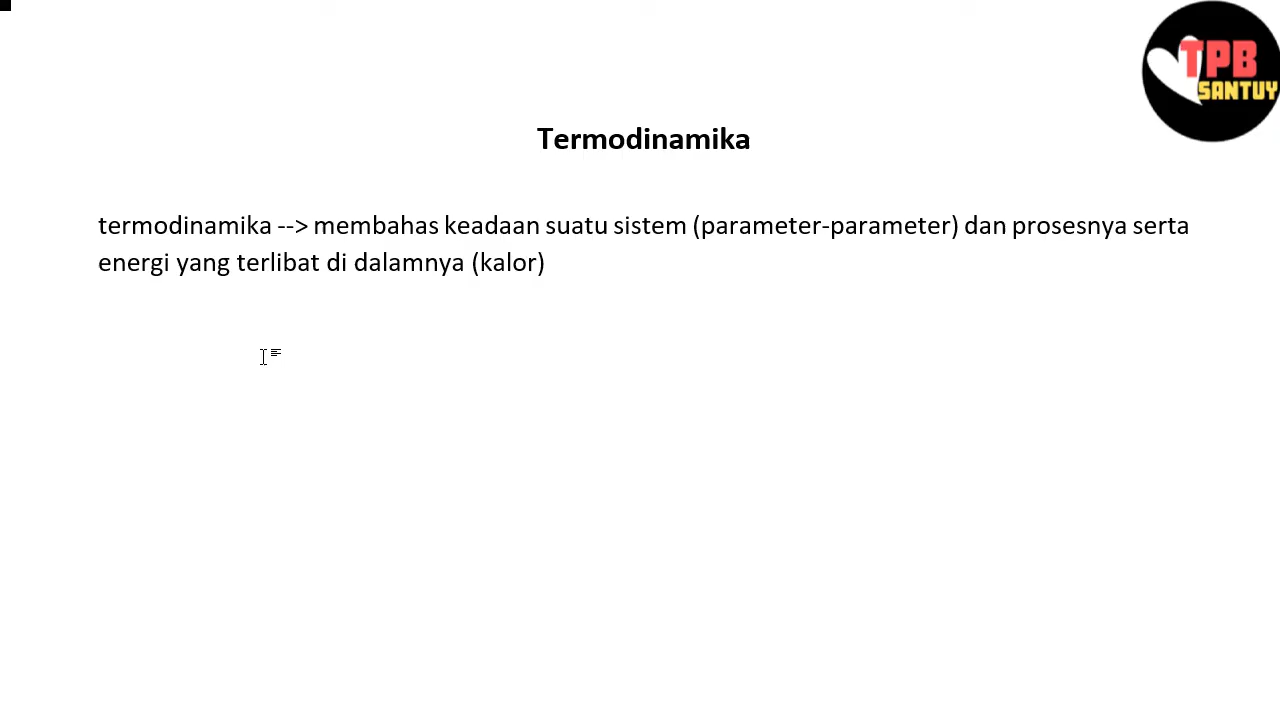 TPB
SANTUY
Termodinamika
termodinamika --> membahas keadaan suatu sistem (parameter-parameter) dan prosesnya serta
energi yang terlibat di dalamnya (kalor)